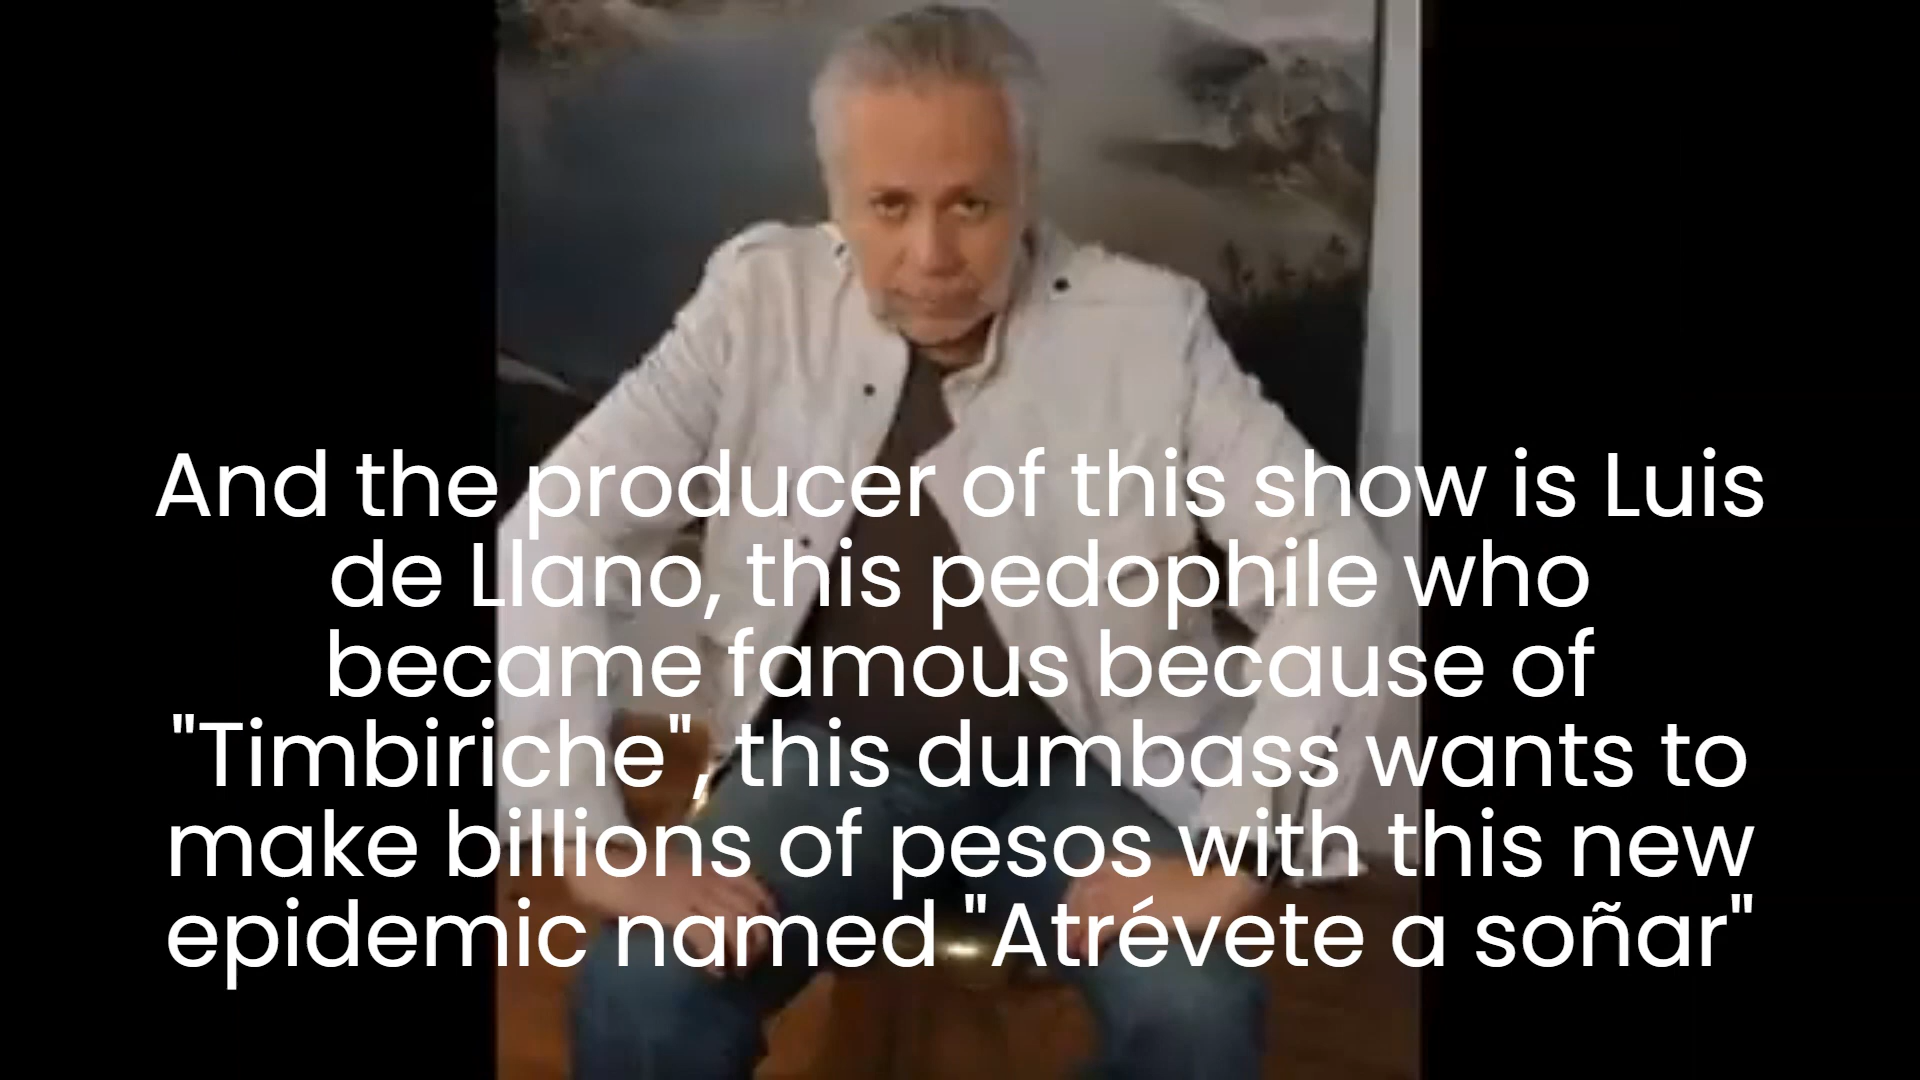 And the producer of this show is Luis
de Llano, this pedophile who
became famous because of
"Timbiriche", this dumbass wants to
make billions of pesos with this new
epidemic named "Atrévete a soñar"